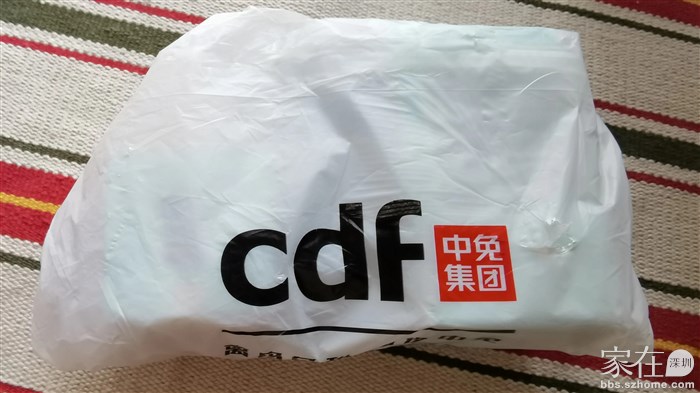 cdf
中免
集团
家在
深圳
bbs.szhome.com